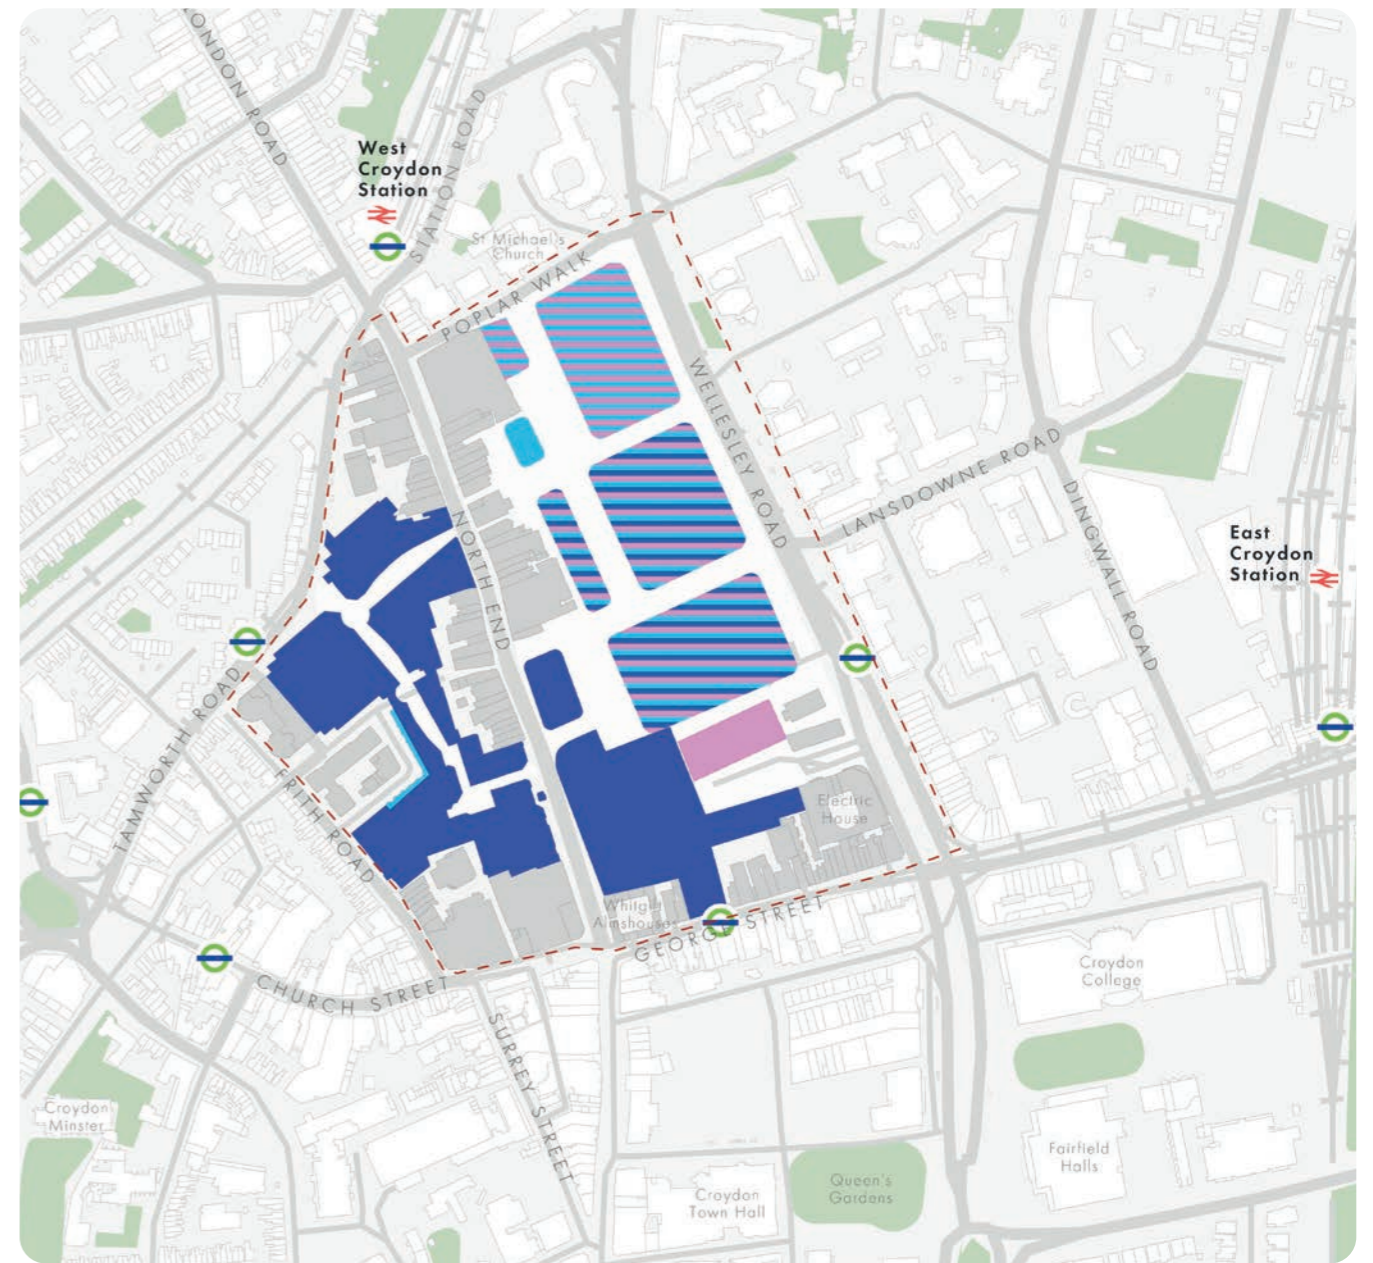 LONDON ROAD
West
Croydon
Station
STATION ROAD
St Michael's
Church
POPLAR WALK
WELLESLEY ROAD
LANSDOWNE ROAD
DINGWALL ROAD
East
Croydon
Station
NORTH END
TAMWORTH ROAD
FRITH ROAD
Electric
House
Whitgift
Almshouses
GEORGE STREET
CHURCH STREET
SURREY STREET
Croydon
College
Croydon
Minster
Fairfield
Halls
Queen's
Gardens
Croydon
Town Hall